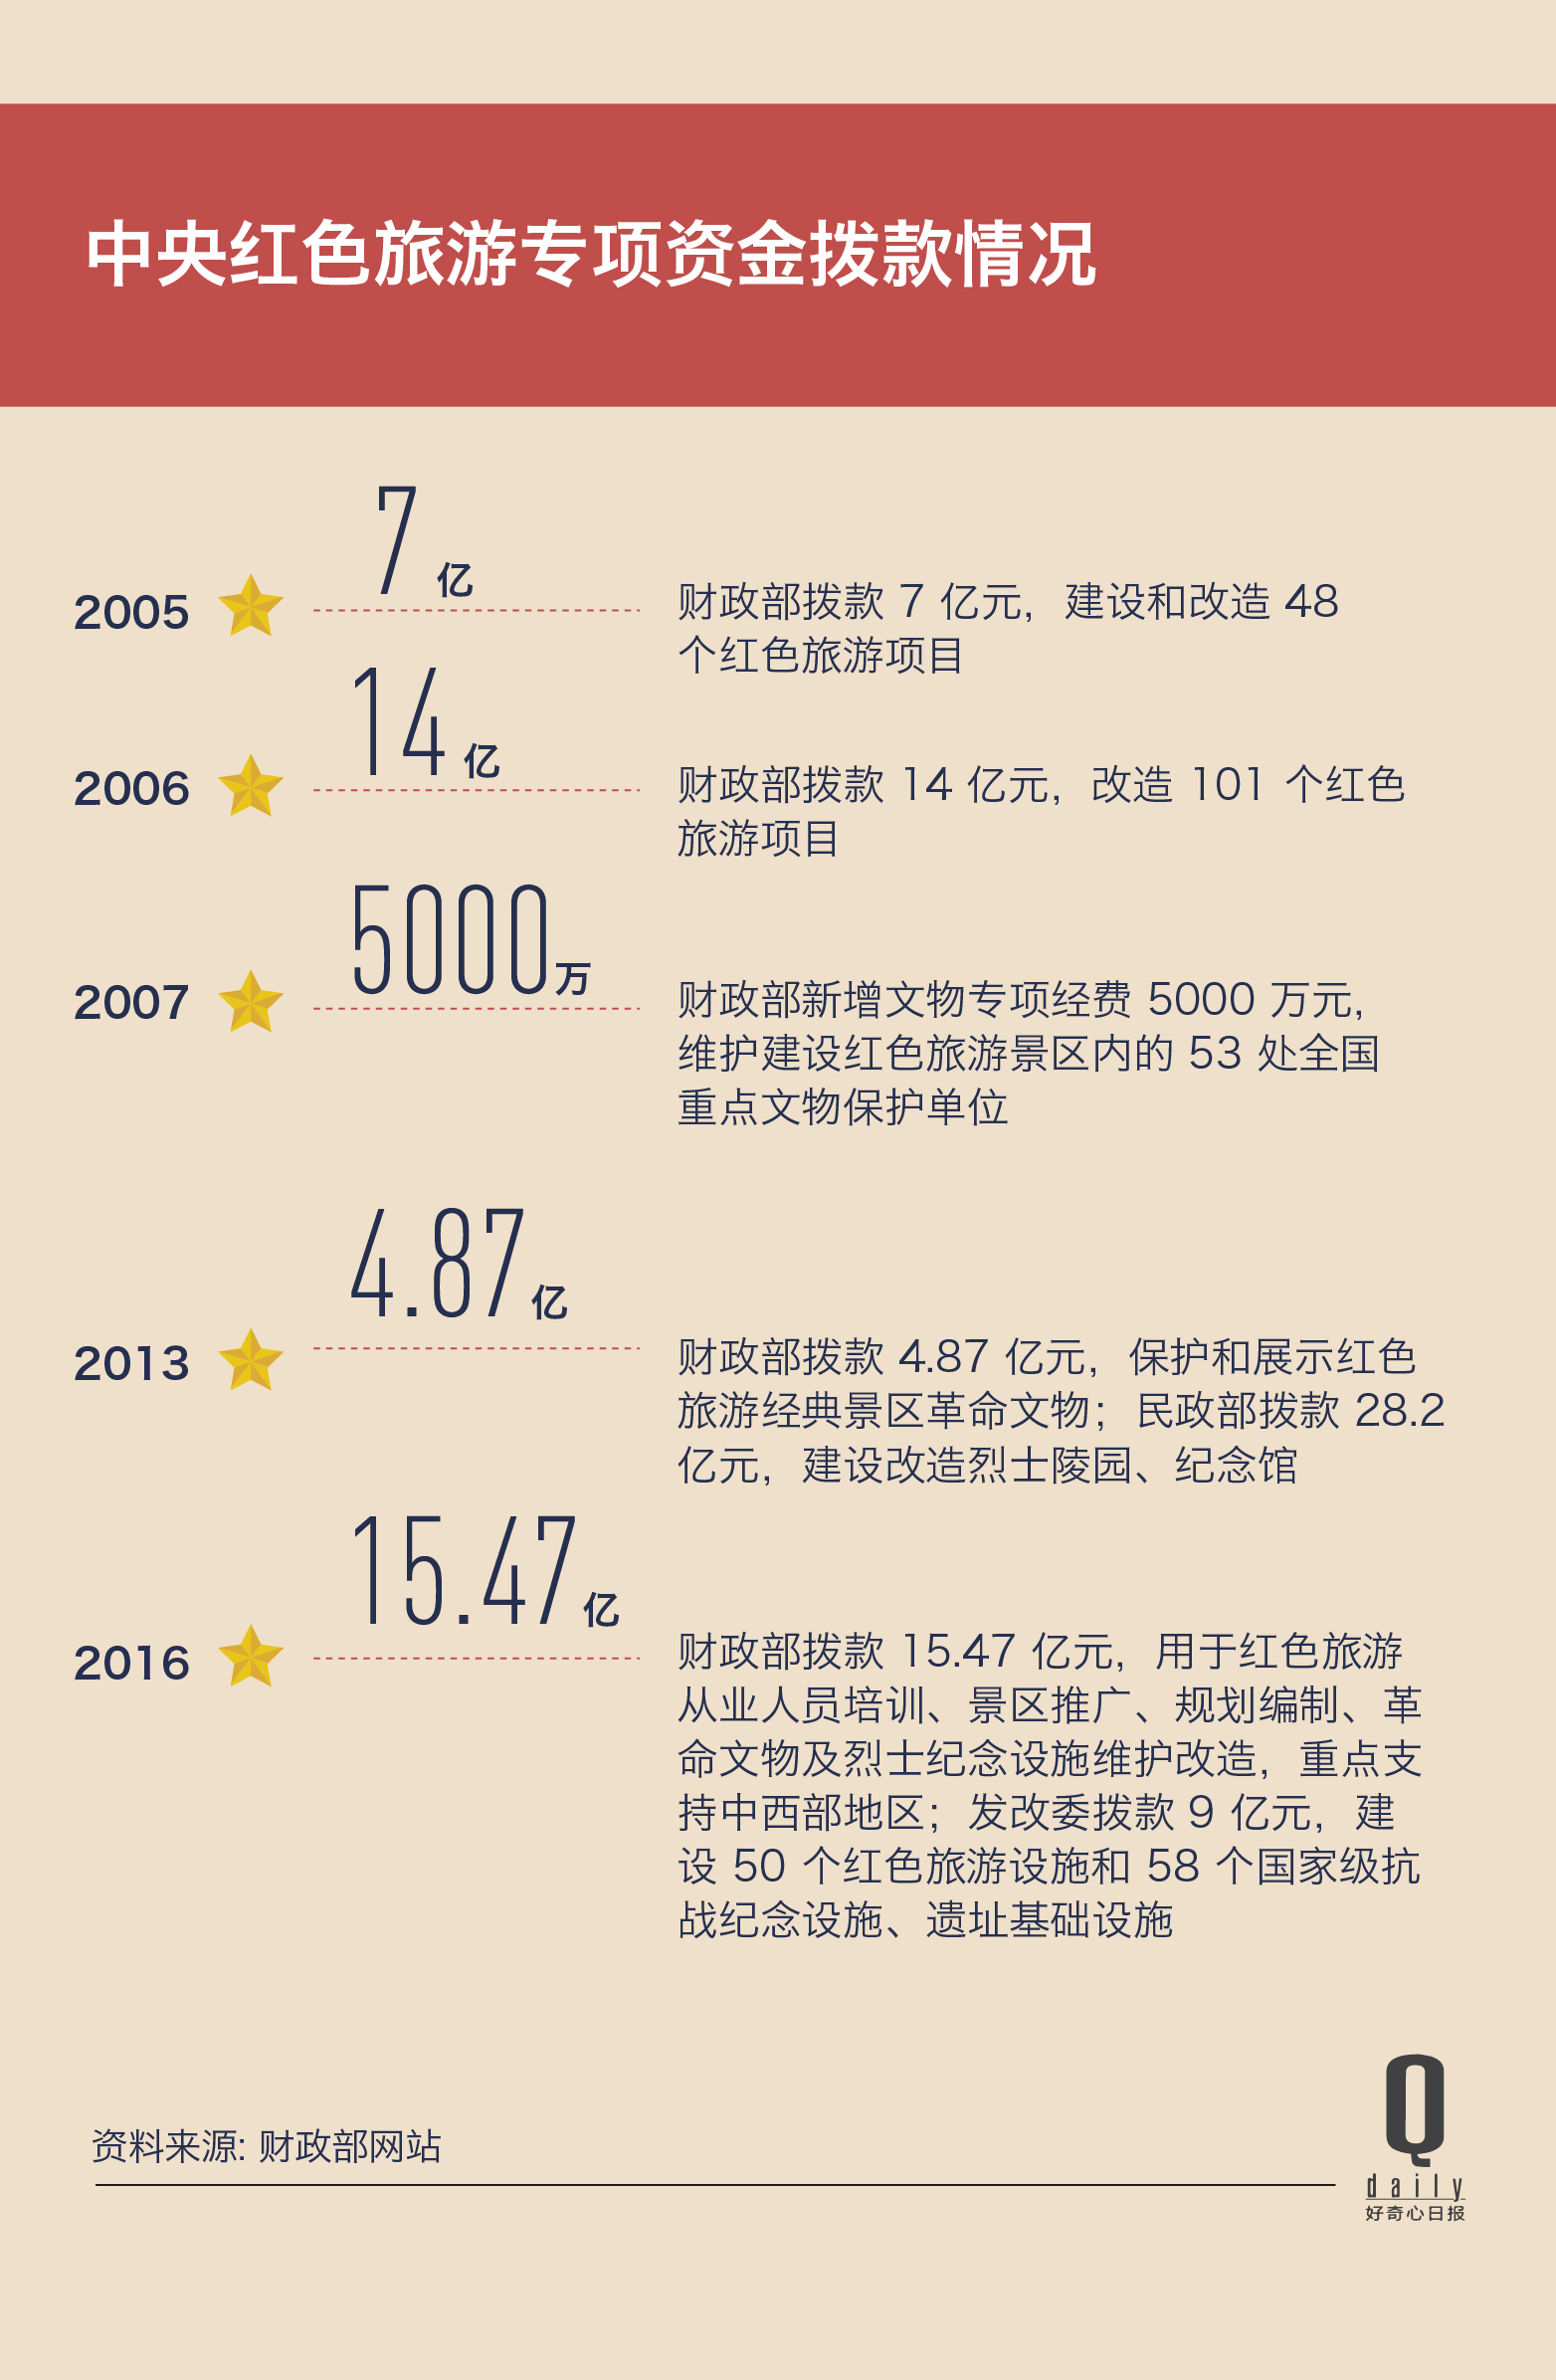 中央红色旅游专项资金拨款情况
7 亿
2005
财政部拨款 7 亿元，建设和改造 48
个红色旅游项目
14 亿
2006
财政部拨款 14 亿元，改造 101 个红色
旅游项目
5000万
2007
财政部新增文物专项经费 5000 万元，
维护建设红色旅游景区内的 53 处全国
重点文物保护单位
4.87亿
2013
财政部拨款 4.87 亿元，保护和展示红色
旅游经典景区革命文物；民政部拨款 28.2
亿元，建设改造烈士陵园、纪念馆
15.47亿
2016
财政部拨款 15.47 亿元，用于红色旅游
从业人员培训、景区推广、规划编制、革
命文物及烈士纪念设施维护改造，重点支
持中西部地区；发改委拨款 9 亿元，建
设 50 个红色旅游设施和 58 个国家级抗
战纪念设施、遗址基础设施
资料来源: 财政部网站
Q
daily
好奇心日报